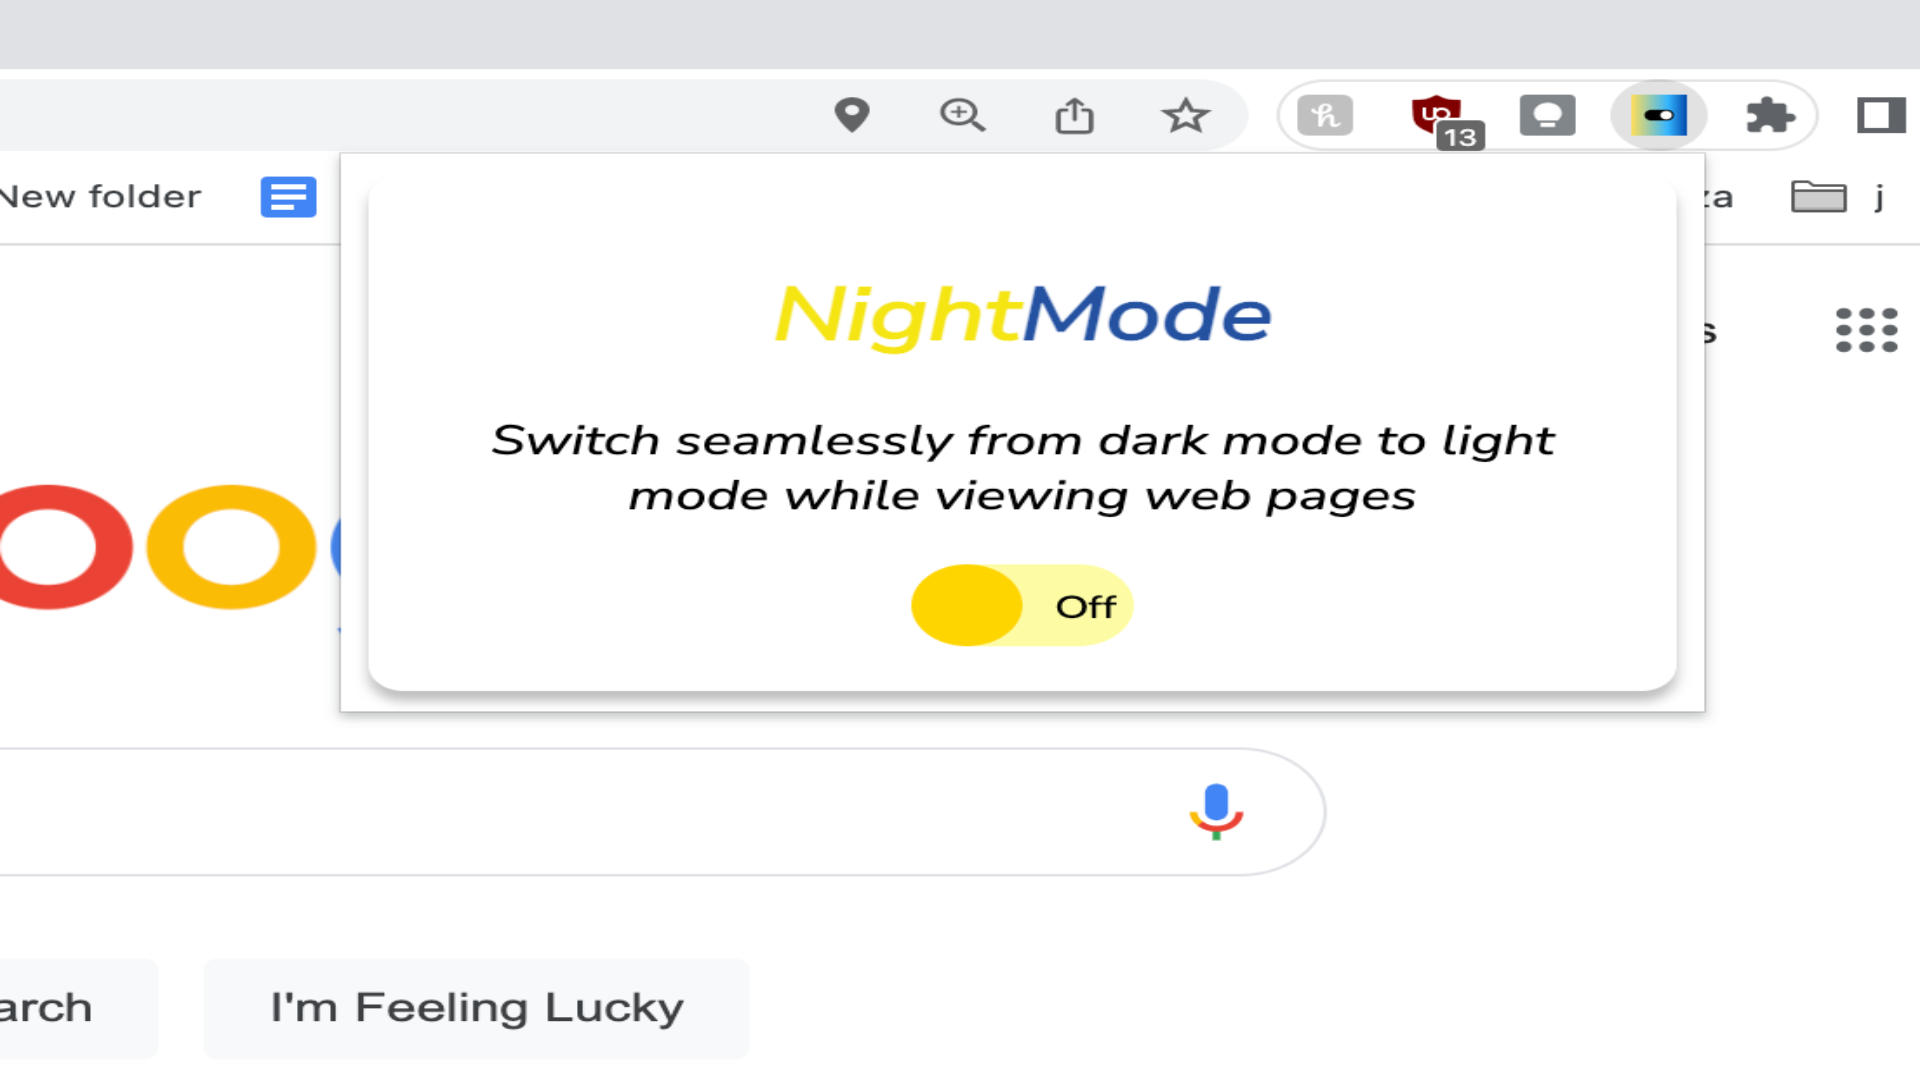 13
New folder
za
j
NightMode
s
Switch seamlessly from dark mode to light
mode while viewing web pages
Off
arch
I'm Feeling Lucky